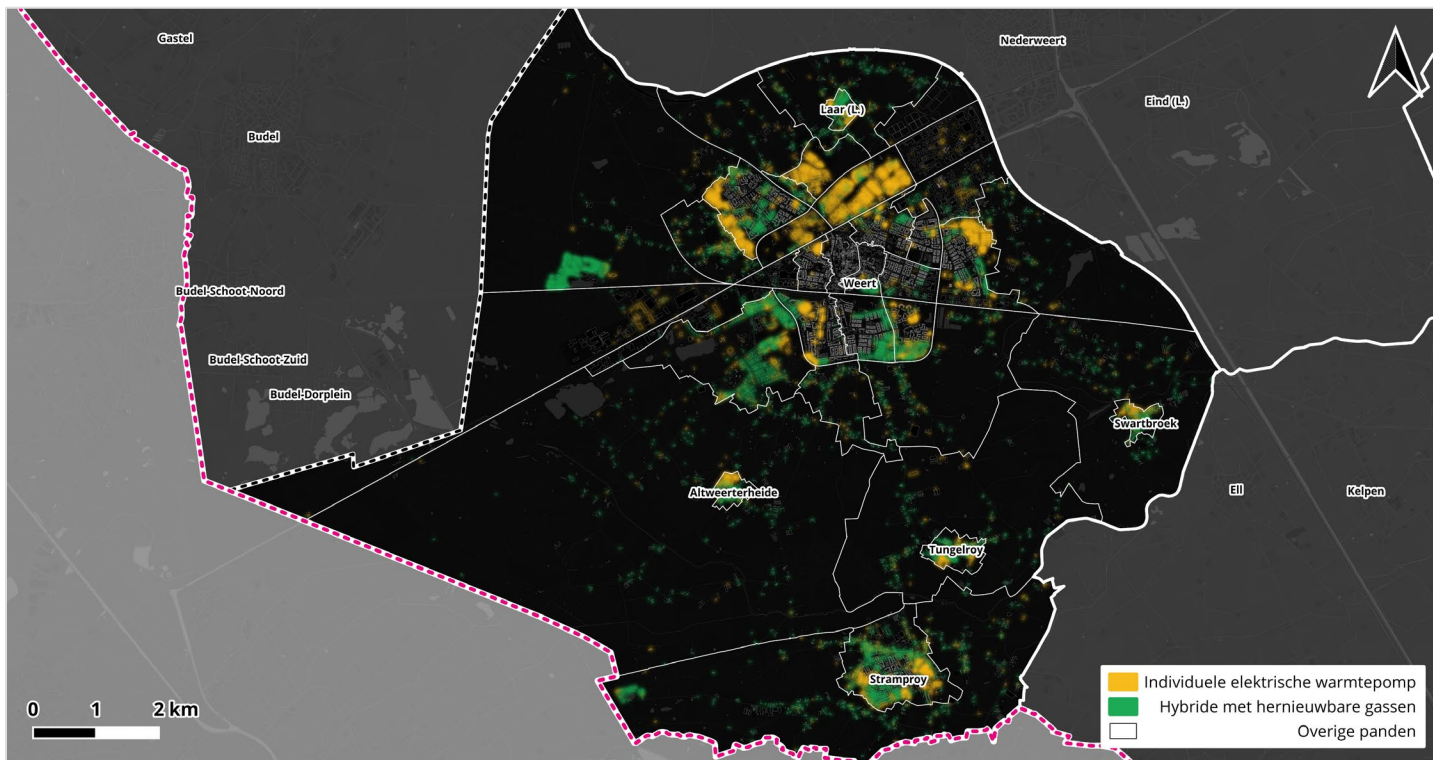 Gastel
Nederweert
Eind (L.)
Laar (L.)
Budel
Weert
Budel-Schoot-Noord
Budel-Schoot-Zuid
Budel-Dorplein
Swartbroek
Altweerterheide
Ell
Kelpen
Tungelroy
Stramproy
Individuele elektrische warmtepomp
Hybride met hernieuwbare gassen
Overige panden
0 1 2 km